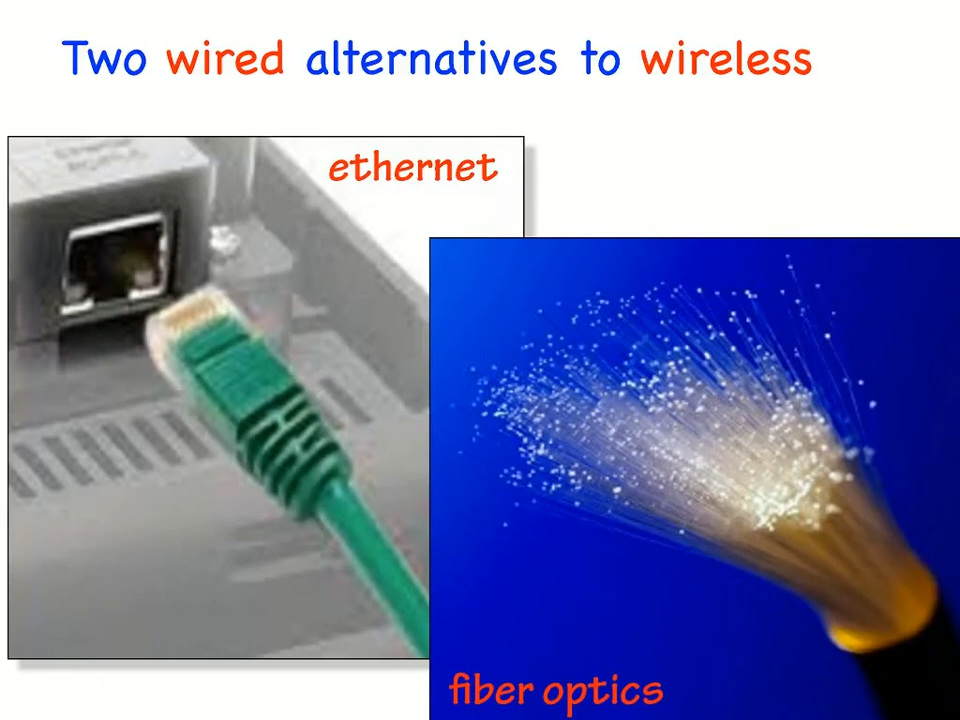 Two wired alternatives to wireless
ethernet
fiber optics